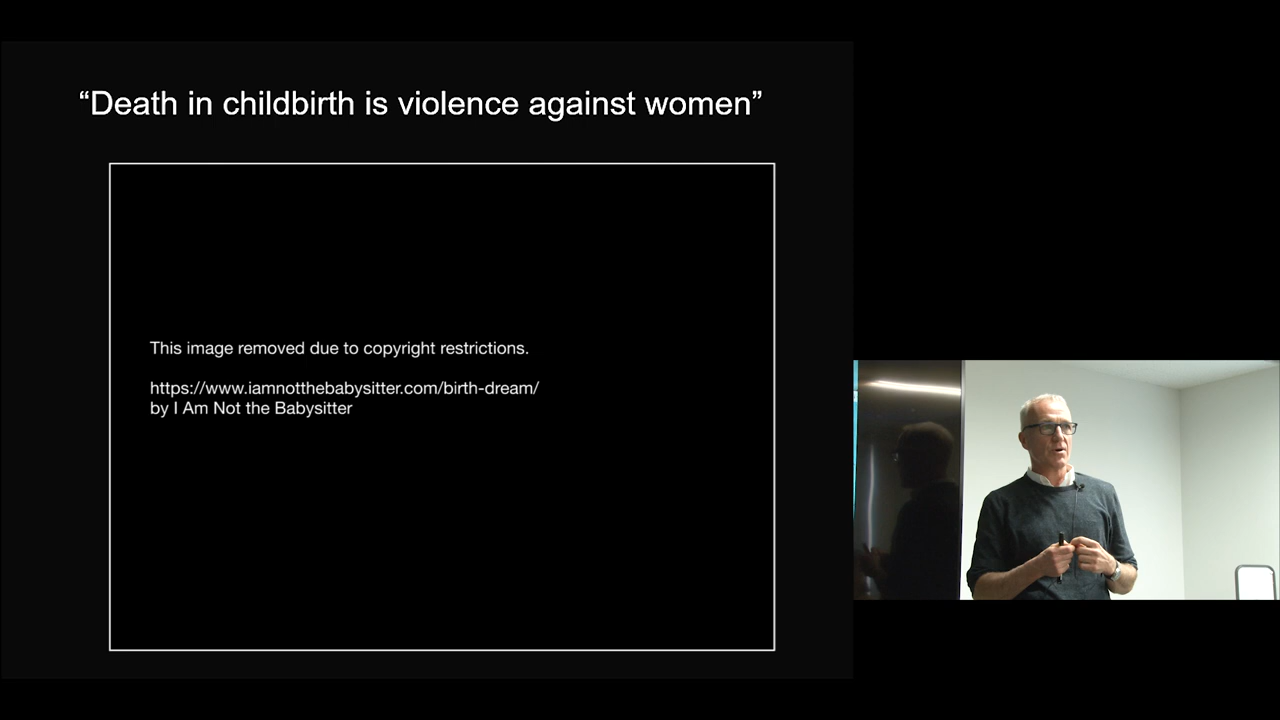 “Death in childbirth is violence against women”
This image removed due to copyright restrictions.
https://www.iamnotthebabysitter.com/birth-dream/
by I Am Not the Babysitter